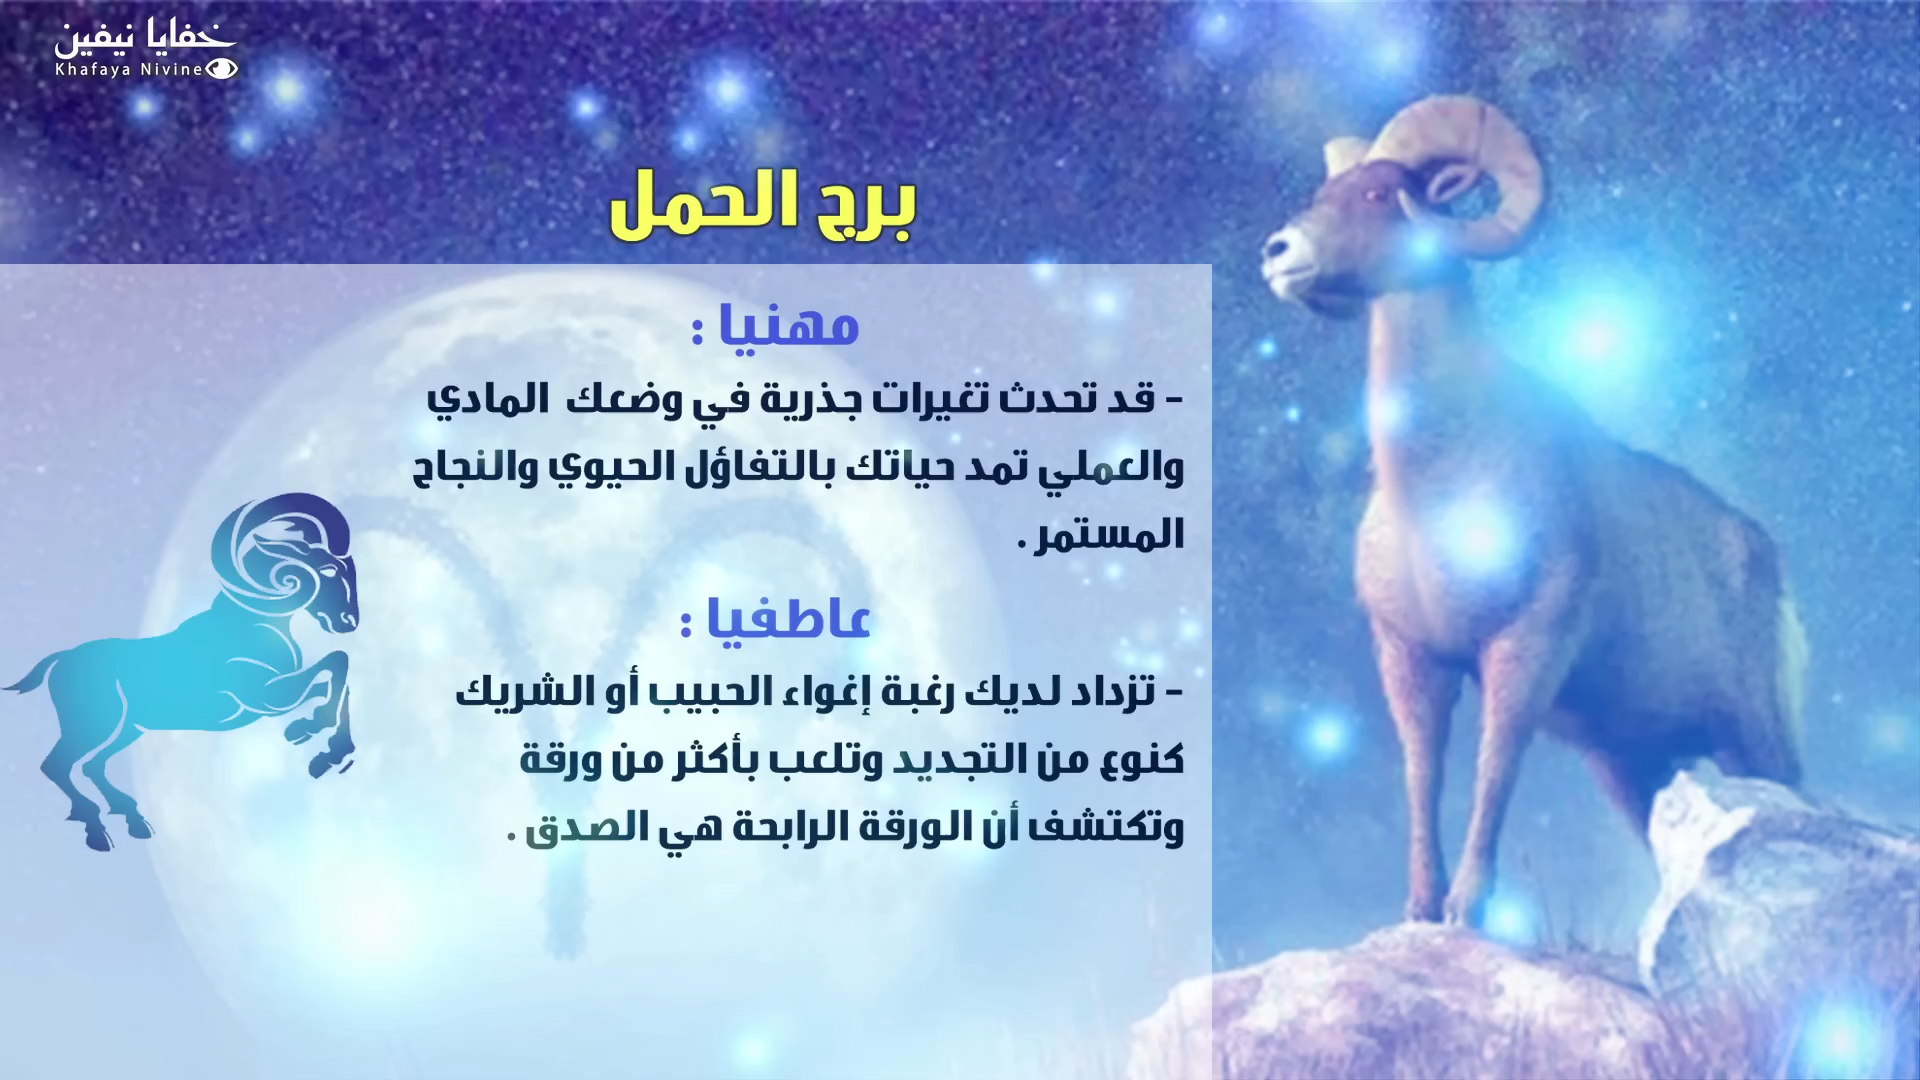 خفايا نيفين
Khafaya Nivine
برج الحمل
مهنيا :
- قد تحدث تغيرات جذرية في وضعك المادي
والعملي تمد حياتك بالتفاؤل الحيوي والنجاح
المستمر .
عاطفيا :
- تزداد لديك رغبة إغواء الحبيب أو الشريك
كنوع من التجديد وتلعب بأكثر من ورقة
وتكتشف أن الورقة الرابحة هي الصدق .